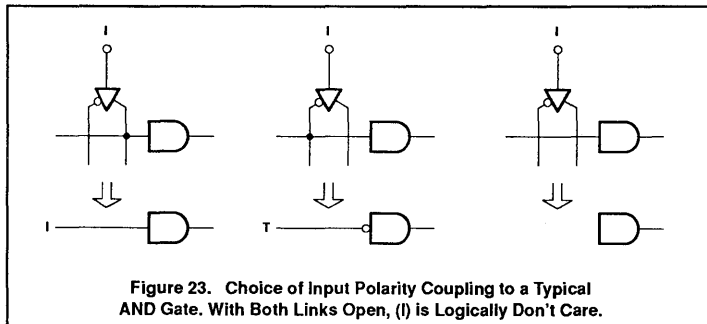 I I I
I T
Figure 23. Choice of Input Polarity Coupling to a Typical
AND Gate. With Both Links Open, (I) is Logically Don't Care.